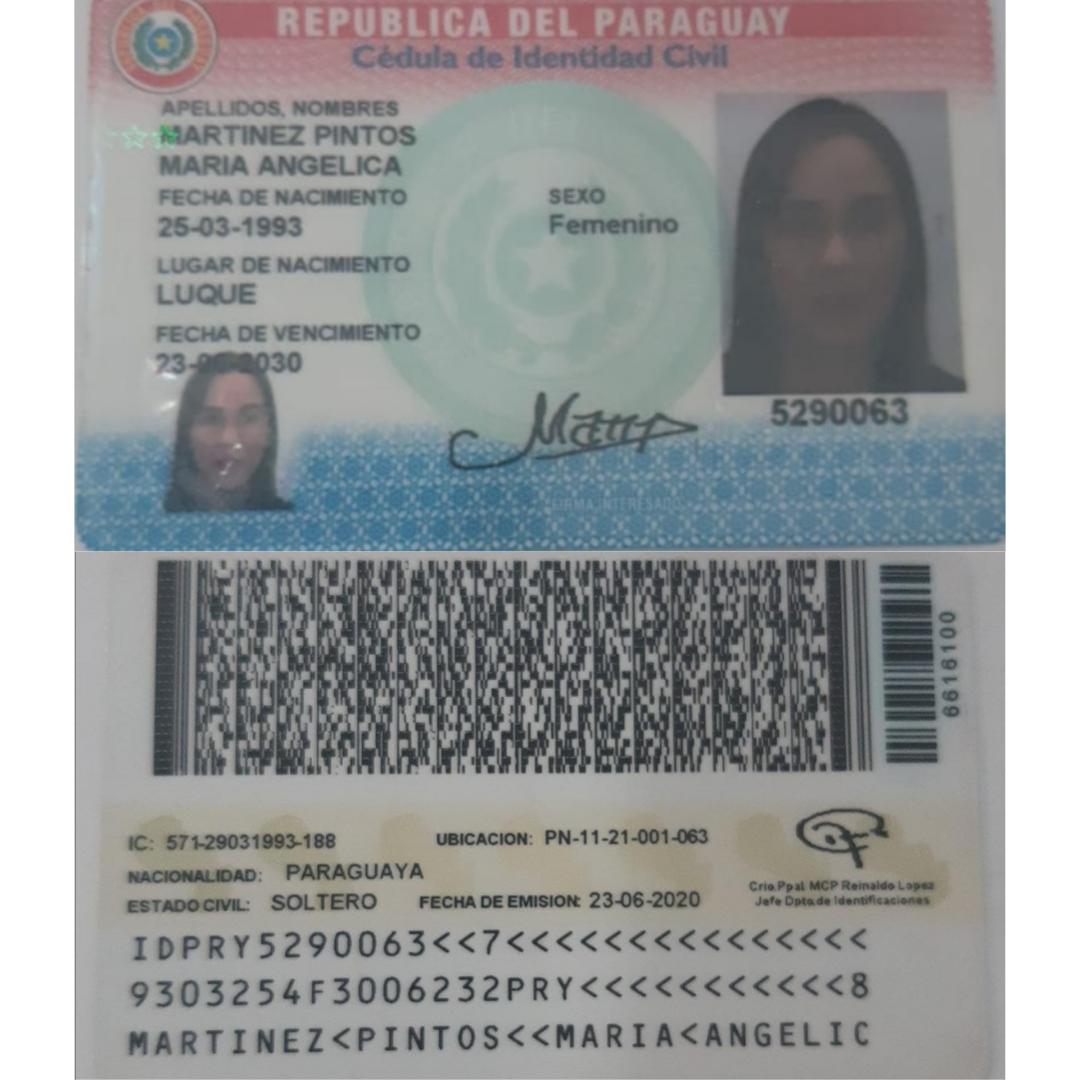 REPUBLICA DEL PARAGUAY
Cédula de Identidad Civil
APELLIDOS, NOMBRES
MARTINEZ PINTOS
MARIA ANGELICA
FECHA DE NACIMIENTO
25-03-1993
SEXO
Femenino
LUGAR DE NACIMIENTO
LUQUE
FECHA DE VENCIMIENTO
5290063
FIRMA INTERESADO
6616100
IC: 571-29031993-188
UBICACION: PN-11-21-001-063
NACIONALIDAD: PARAGUAYA
ESTADO CIVIL: SOLTERO
FECHA DE EMISION: 23-06-2020
Crio.Ppal. MCP Reinaldo Lopez
Jefe Dpto.de Identificaciones
IDPRY5290063<<7<<<<<<<<<<<<<<<
9303254F3006232PRY<<<<<<<<<<<8
MARTINEZ<PINTOS<<MARIA<ANGELIC